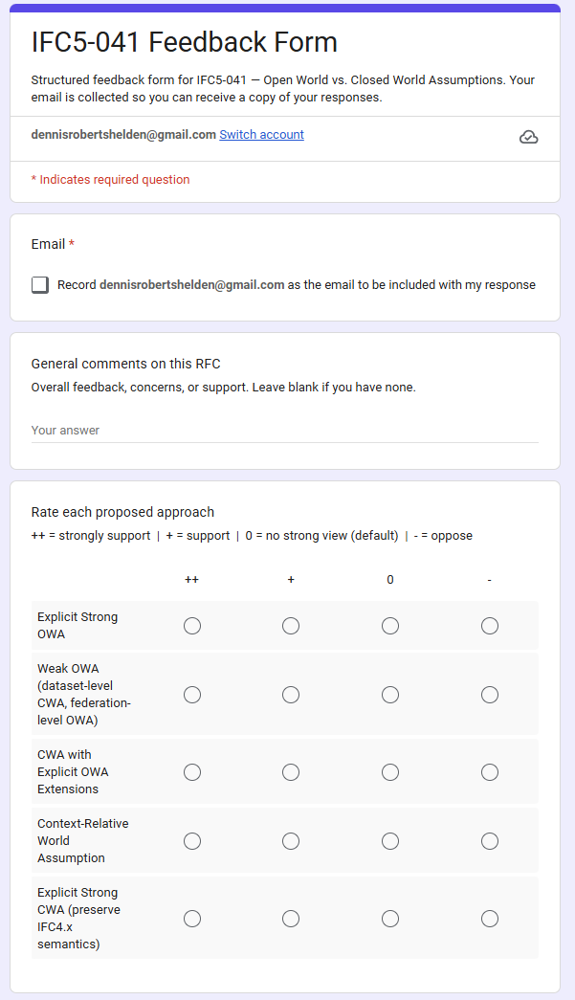 IFC5-041 Feedback Form
Structured feedback form for IFC5-041 — Open World vs. Closed World Assumptions. Your
email is collected so you can receive a copy of your responses.
dennisrobertshelden@gmail.com Switch account
* Indicates required question
Email *
Record dennisrobertshelden@gmail.com as the email to be included with my response
General comments on this RFC
Overall feedback, concerns, or support. Leave blank if you have none.
Your answer
Rate each proposed approach
++ = strongly support | + = support | 0 = no strong view (default) | - = oppose
++ + 0 -
Explicit Strong
OWA
Weak OWA
(dataset-level
CWA, federation-
level OWA)
CWA with
Explicit OWA
Extensions
Context-Relative
World
Assumption
Explicit Strong
CWA (preserve
IFC4.x
semantics)